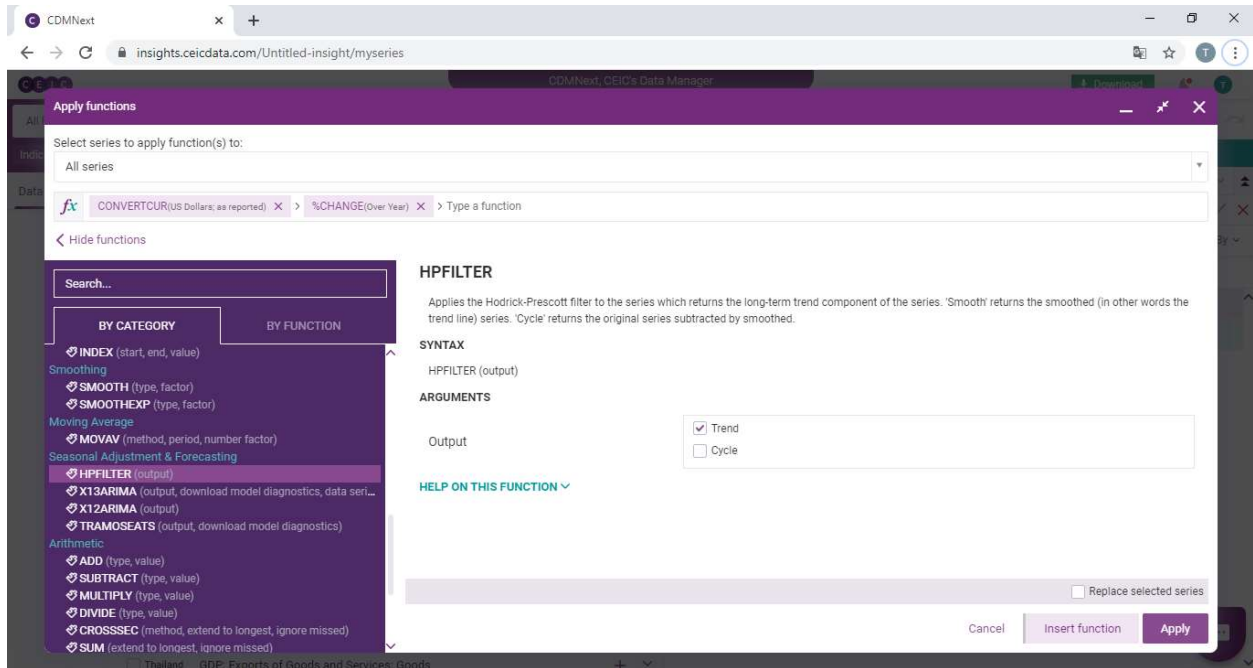 CDMNext
insights.ceicdata.com/Untitled-insight/myseries
T
CEIC
CDMNext, CEIC's Data Manager
Download
T
Apply functions
Select series to apply function(s) to:
All series
fx CONVERTCUR(US Dollars; as reported) × > %CHANGE(Over Year) × > Type a function
Hide functions
Search...
BY CATEGORY BY FUNCTION
INDEX (start, end, value)
Smoothing
SMOOTH (type, factor)
SMOOTHEXP (type, factor)
Moving Average
MOVAV (method, period, number factor)
Seasonal Adjustment & Forecasting
HPFILTER (output)
X13ARIMA (output, download model diagnostics, data seri...
X12ARIMA (output)
TRAMOSEATS (output, download model diagnostics)
Arithmetic
ADD (type, value)
SUBTRACT (type, value)
MULTIPLY (type, value)
DIVIDE (type, value)
CROSSSEC (method, extend to longest, ignore missed)
SUM (extend to longest, ignore missed)
HPFILTER
Applies the Hodrick-Prescott filter to the series which returns the long-term trend component of the series. 'Smooth' returns the smoothed (in other words the
trend line) series. 'Cycle' returns the original series subtracted by smoothed.
SYNTAX
HPFILTER (output)
ARGUMENTS
Output
Trend
Cycle
HELP ON THIS FUNCTION
Replace selected series
Cancel Insert function Apply
Thailand GDP: Exports of Goods and Services: Goods